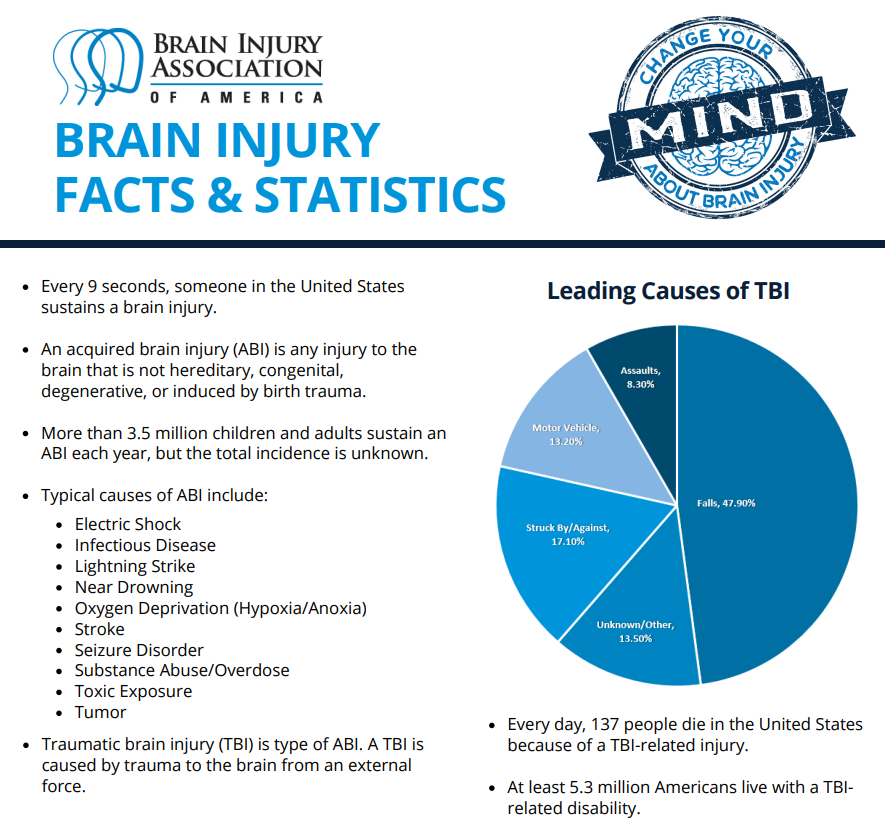 BRAIN INJURY
ASSOCIATION
OF AMERICA
BRAIN INJURY
FACTS & STATISTICS
CHANGE YOUR
MIND
ABOUT BRAIN INJURY
• Every 9 seconds, someone in the United States
sustains a brain injury.
• An acquired brain injury (ABI) is any injury to the
brain that is not hereditary, congenital,
degenerative, or induced by birth trauma.
• More than 3.5 million children and adults sustain an
ABI each year, but the total incidence is unknown.
• Typical causes of ABI include:
• Electric Shock
• Infectious Disease
• Lightning Strike
• Near Drowning
• Oxygen Deprivation (Hypoxia/Anoxia)
• Stroke
• Seizure Disorder
• Substance Abuse/Overdose
• Toxic Exposure
• Tumor
• Traumatic brain injury (TBI) is type of ABI. A TBI is
caused by trauma to the brain from an external
force.
Leading Causes of TBI
Assaults,
8.30%
Motor Vehicle,
13.20%
Falls, 47.90%
Struck By/Against,
17.10%
Unknown/Other,
13.50%
• Every day, 137 people die in the United States
because of a TBI-related injury.
• At least 5.3 million Americans live with a TBI-
related disability.